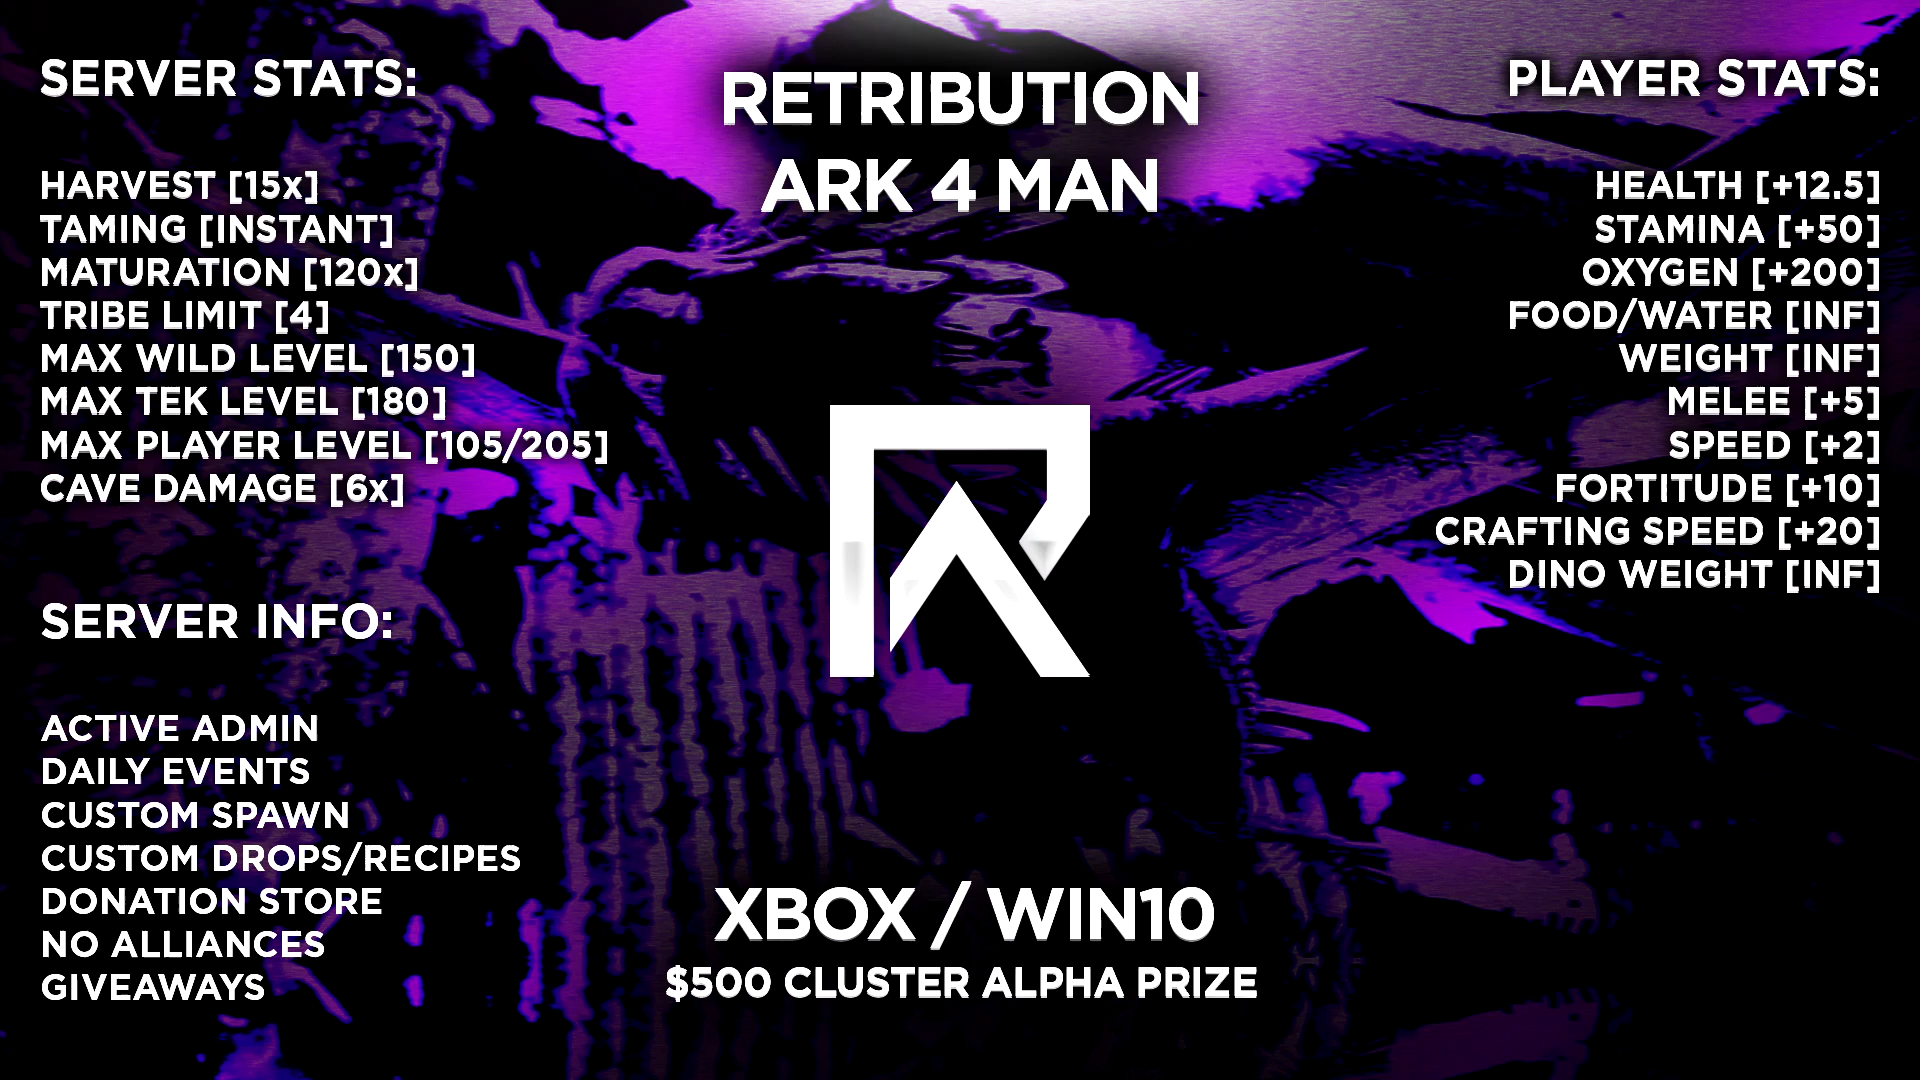 RETRIBUTION
ARK 4 MAN
SERVER STATS:
HARVEST [15x]
TAMING [INSTANT]
MATURATION [120x]
TRIBE LIMIT [4]
MAX WILD LEVEL [150]
MAX TEK LEVEL [180]
MAX PLAYER LEVEL [105/205]
CAVE DAMAGE [6x]
SERVER INFO:
ACTIVE ADMIN
DAILY EVENTS
CUSTOM SPAWN
CUSTOM DROPS/RECIPES
DONATION STORE
NO ALLIANCES
GIVEAWAYS
PLAYER STATS:
HEALTH [+12.5]
STAMINA [+50]
OXYGEN [+200]
FOOD/WATER [INF]
WEIGHT [INF]
MELEE [+5]
SPEED [+2]
FORTITUDE [+10]
CRAFTING SPEED [+20]
DINO WEIGHT [INF]
XBOX / WIN10
$500 CLUSTER ALPHA PRIZE